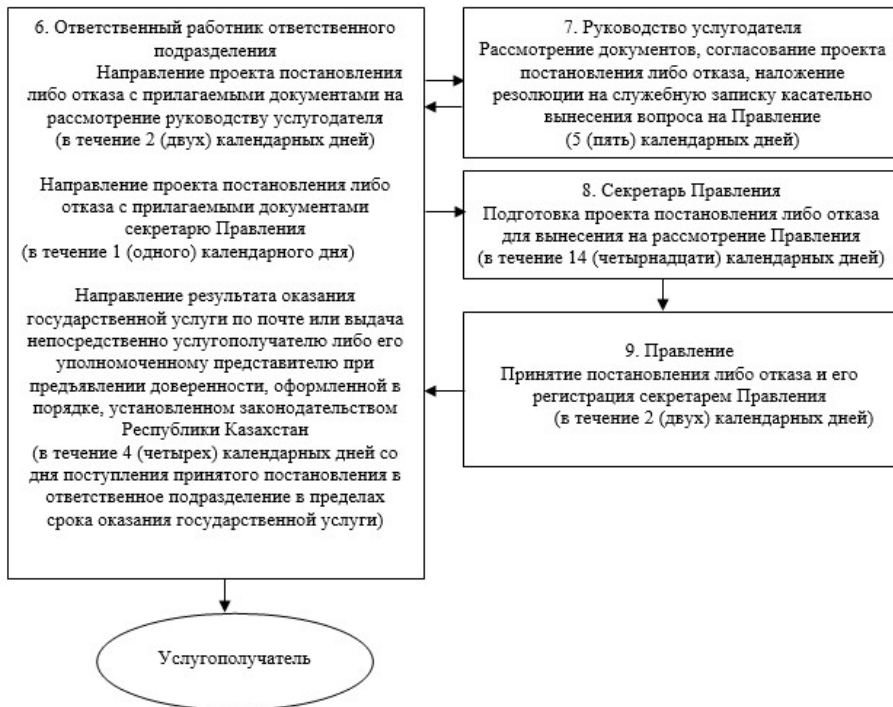 6. Ответственный работник ответственного
подразделения
Направление проекта постановления
либо отказа с прилагаемыми документами на
рассмотрение руководству услугодателя
(в течение 2 (двух) календарных дней)
Направление проекта постановления либо
отказа с прилагаемыми документами
секретарю Правления
(в течение 1 (одного) календарного дня)
Направление результата оказания
государственной услуги по почте или выдача
непосредственно услугополучателю либо его
уполномоченному представителю при
предъявлении доверенности, оформленной в
порядке, установленном законодательством
Республики Казахстан
(в течение 4 (четырех) календарных дней со
дня поступления принятого постановления в
ответственное подразделение в пределах
срока оказания государственной услуги)
7. Руководство услугодателя
Рассмотрение документов, согласование проекта
постановления либо отказа, наложение
резолюции на служебную записку касательно
вынесения вопроса на Правление
(5 (пять) календарных дней)
8. Секретарь Правления
Подготовка проекта постановления либо отказа
для вынесения на рассмотрение Правления
(в течение 14 (четырнадцати) календарных дней)
9. Правление
Принятие постановления либо отказа и его
регистрация секретарем Правления
(в течение 2 (двух) календарных дней)
Услугополучатель